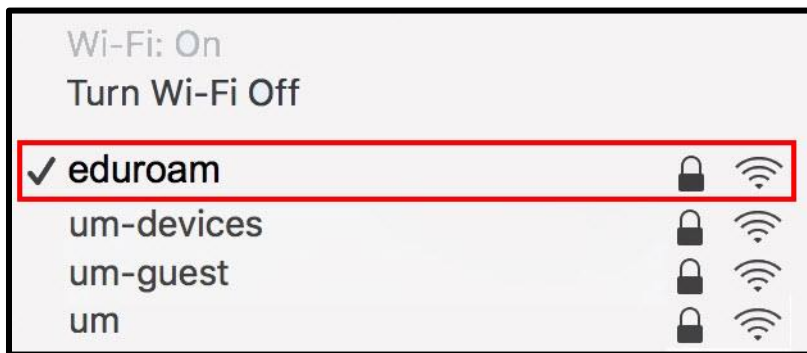 Wi-Fi: On
Turn Wi-Fi Off
eduroam
um-devices
um-guest
um